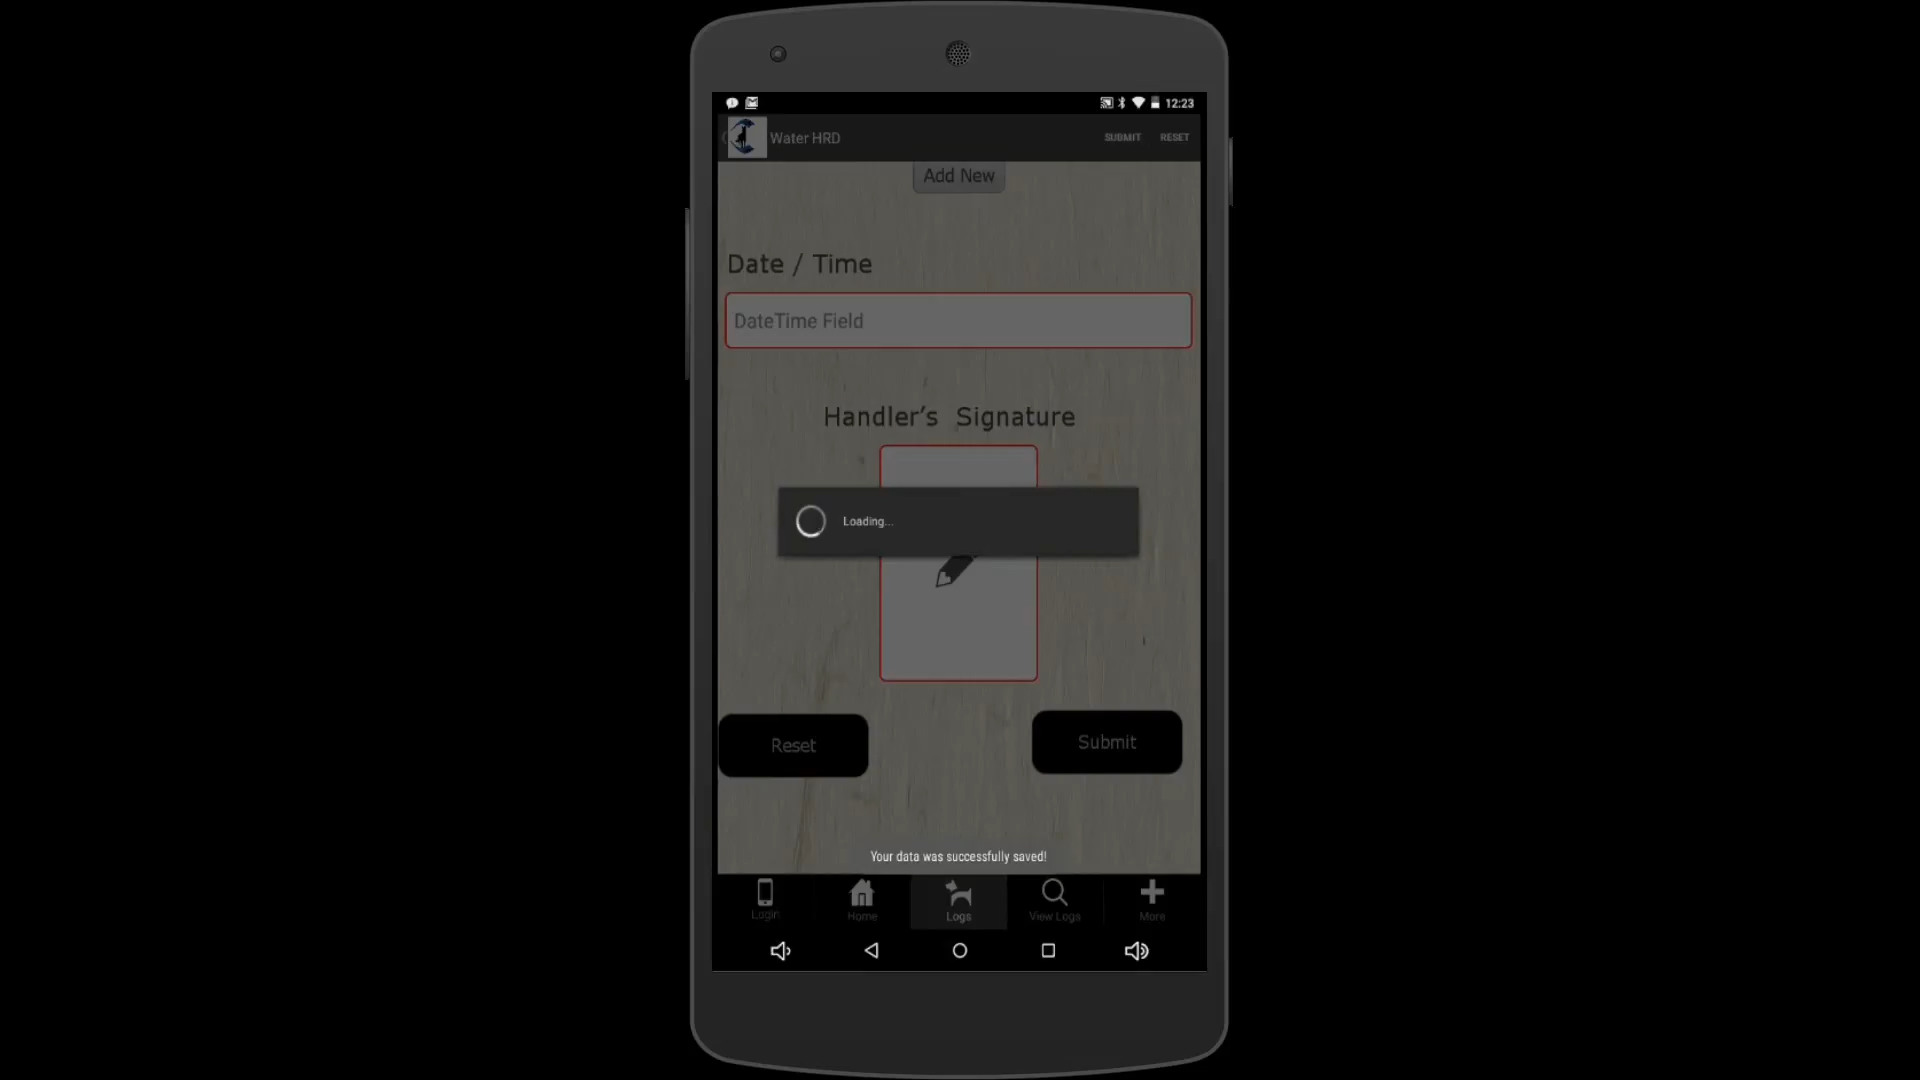 12:23
Water HRD
SUBMIT
RESET
Add New
Date / Time
DateTime Field
Handler's Signature
Loading...
Reset
Submit
Your data was successfully saved!
Login
Home
Logs
View Logs
More